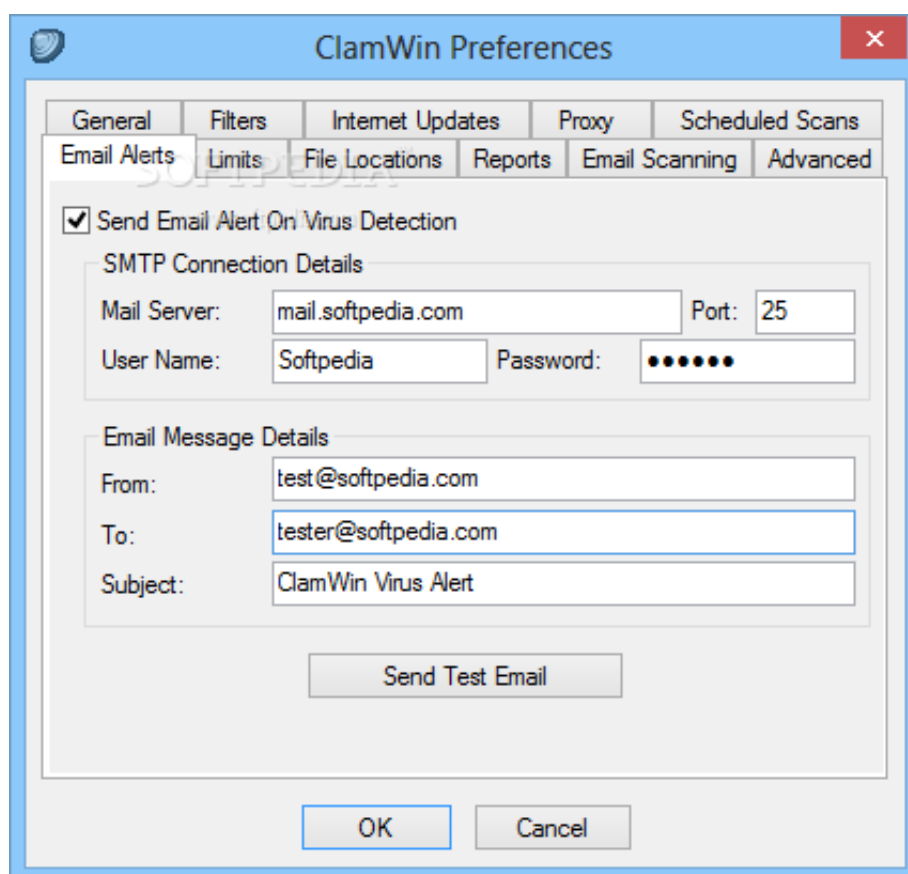 ClamWin Preferences
General Filters Internet Updates Proxy Scheduled Scans
Email Alerts Limits File Locations Reports Email Scanning Advanced
SOFTPEDIA
Send Email Alert On Virus Detection
SMTP Connection Details
Mail Server: mail.softpedia.com Port: 25
User Name: Softpedia Password: ●●●●●●
Email Message Details
From: test@softpedia.com
To: tester@softpedia.com
Subject: ClamWin Virus Alert
Send Test Email
OK Cancel